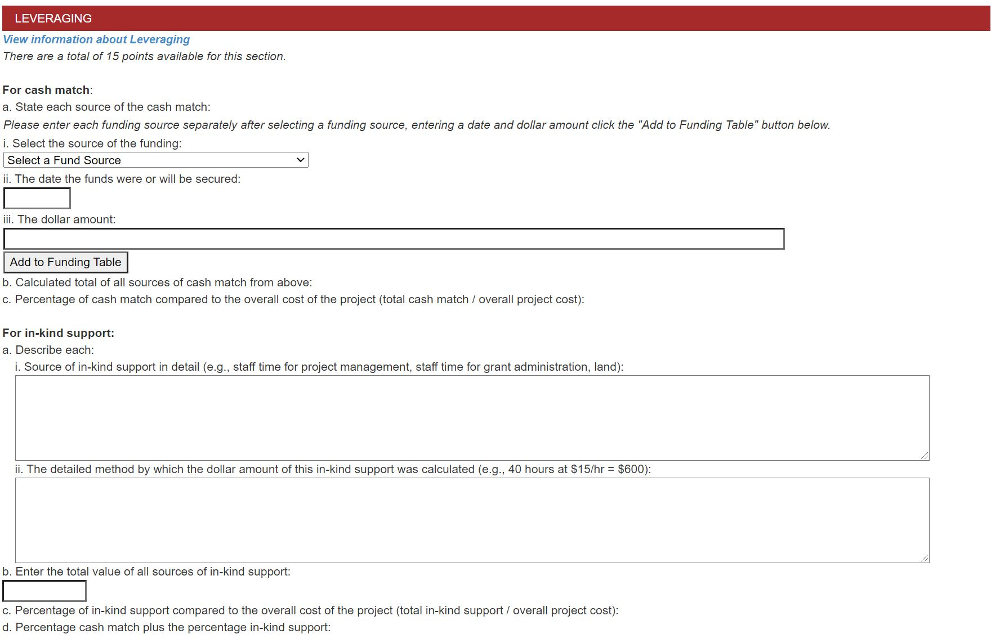 LEVERAGING
View information about Leveraging
There are a total of 15 points available for this section.
For cash match:
a. State each source of the cash match:
Please enter each funding source separately after selecting a funding source, entering a date and dollar amount click the "Add to Funding Table" button below.
i. Select the source of the funding:
Select a Fund Source
ii. The date the funds were or will be secured:
iii. The dollar amount:
Add to Funding Table
b. Calculated total of all sources of cash match from above:
c. Percentage of cash match compared to the overall cost of the project (total cash match / overall project cost):
For in-kind support:
a. Describe each:
i. Source of in-kind support in detail (e.g., staff time for project management, staff time for grant administration, land):
ii. The detailed method by which the dollar amount of this in-kind support was calculated (e.g., 40 hours at $15/hr = $600):
b. Enter the total value of all sources of in-kind support:
c. Percentage of in-kind support compared to the overall cost of the project (total in-kind support / overall project cost):
d. Percentage cash match plus the percentage in-kind support: